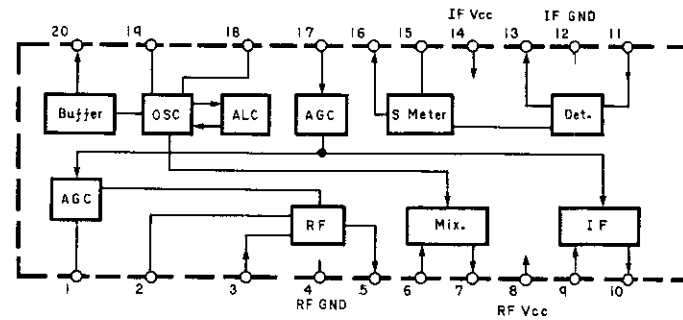 IF Vcc IF GND
20 19 18 17 16 15 14 13 12 11
Buffer OSC ALC AGC S Meter Det.
AGC RF Mix. IF
1 2 3 4 5 6 7 8 9 10
RF GND RF Vcc